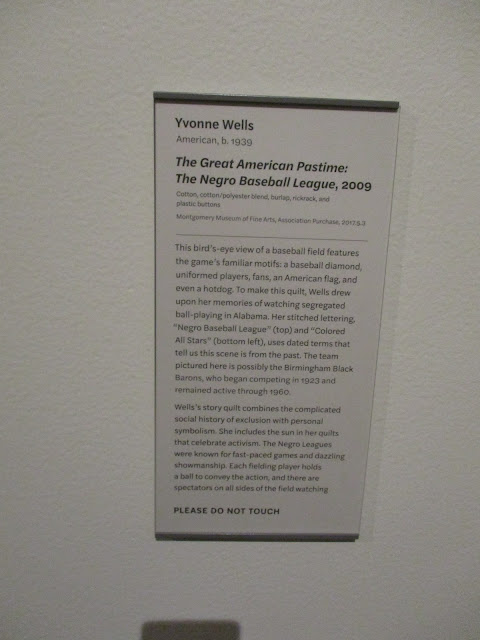 Yvonne Wells
American, b. 1939
The Great American Pastime:
The Negro Baseball League, 2009
Cotton, cotton/polyester blend, burlap, rickrack, and
plastic buttons
Montgomery Museum of Fine Arts, Association Purchase, 2017.5.3
This bird's-eye view of a baseball field features
the game's familiar motifs: a baseball diamond,
uniformed players, fans, an American flag, and
even a hotdog. To make this quilt, Wells drew
upon her memories of watching segregated
ball-playing in Alabama. Her stitched lettering,
"Negro Baseball League" (top) and "Colored
All Stars" (bottom left), uses dated terms that
tell us this scene is from the past. The team
pictured here is possibly the Birmingham Black
Barons, who began competing in 1923 and
remained active through 1960.
Wells's story quilt combines the complicated
social history of exclusion with personal
symbolism. She includes the sun in her quilts
that celebrate activism. The Negro Leagues
were known for fast-paced games and dazzling
showmanship. Each fielding player holds
a ball to convey the action, and there are
spectators on all sides of the field watching
PLEASE DO NOT TOUCH